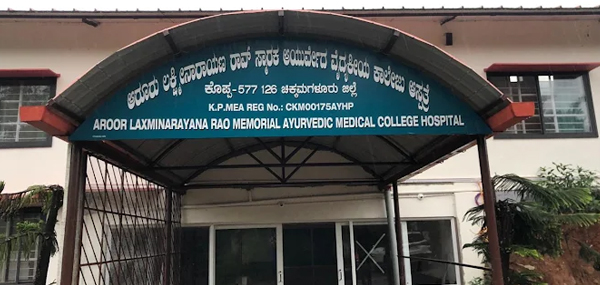 ಆರೂರು ಲಕ್ಷ್ಮೀನಾರಾಯಣ ರಾವ್ ಸ್ಮಾರಕ ಆಯುರ್ವೇದ ವೈದ್ಯಕೀಯ ಕಾಲೇಜು ಆಸ್ಪತ್ರೆ
ಕೊಪ್ಪ-577 126 ಚಿಕ್ಕಮಗಳೂರು ಜಿಲ್ಲೆ
K.P.MEA REG No.: CKM00175AYHP
AROOR LAXMINARAYANA RAO MEMORIAL AYURVEDIC MEDICAL COLLEGE HOSPITAL